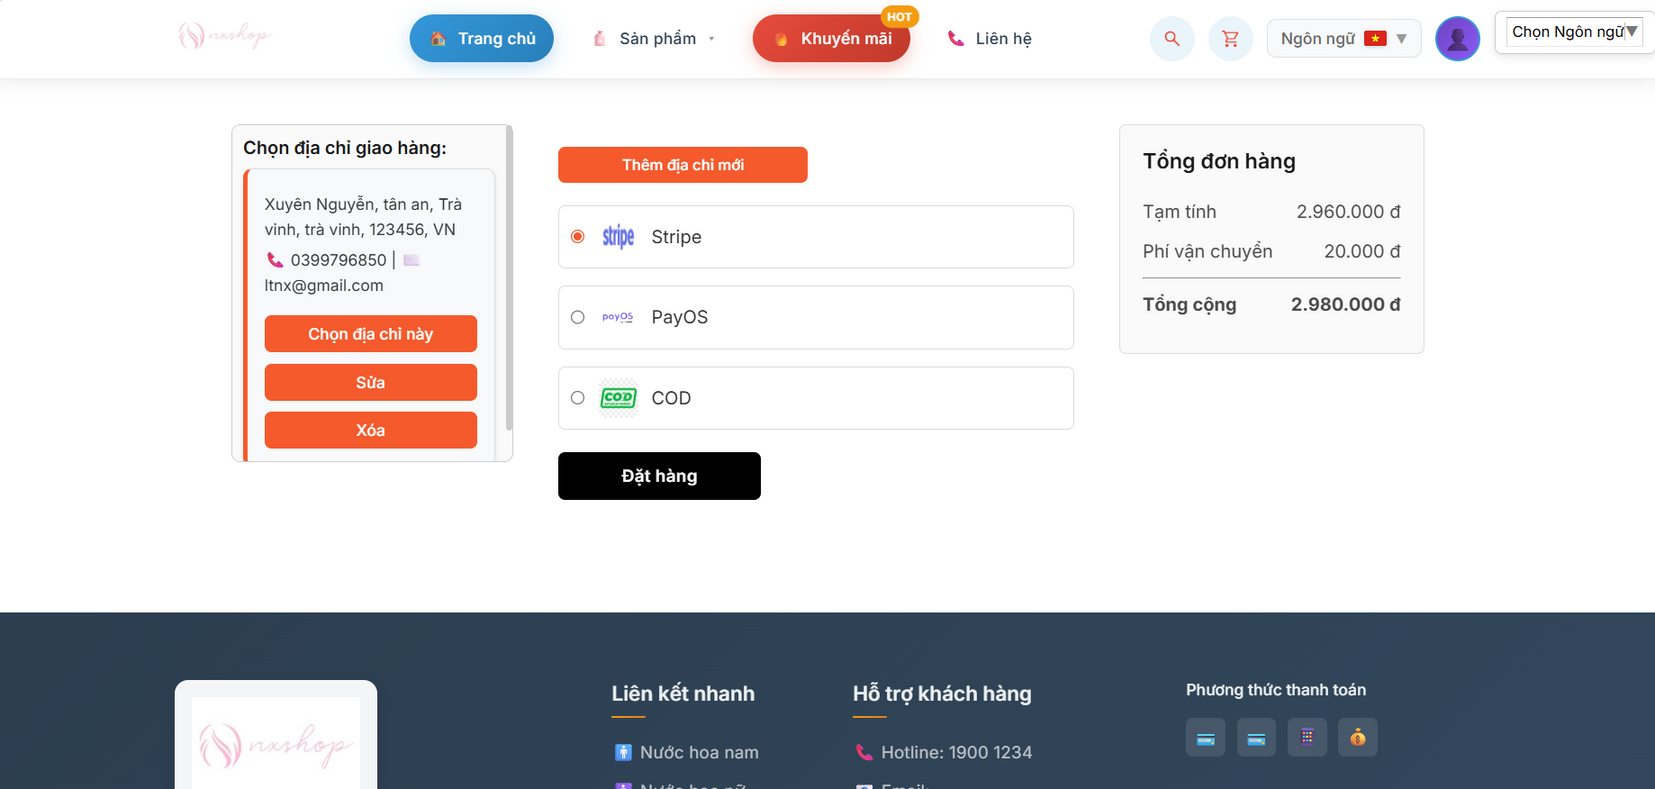 nxshop
Trang chủ
Sản phẩm
Khuyến mãi
HOT
Liên hệ
Ngôn ngữ
Chọn Ngôn ngữ
Chọn địa chỉ giao hàng:
Xuyên Nguyễn, tân an, Trà
vinh, trà vinh, 123456, VN
0399796850 |
ltnx@gmail.com
Chọn địa chỉ này
Sửa
Xóa
Thêm địa chỉ mới
stripe Stripe
payOS PayOS
COD COD
Đặt hàng
Tổng đơn hàng
Tạm tính 2.960.000 đ
Phí vận chuyển 20.000 đ
Tổng cộng 2.980.000 đ
nxshop
Liên kết nhanh
Nước hoa nam
Nước hoa nữ
Hỗ trợ khách hàng
Hotline: 1900 1234
Email:
Phương thức thanh toán